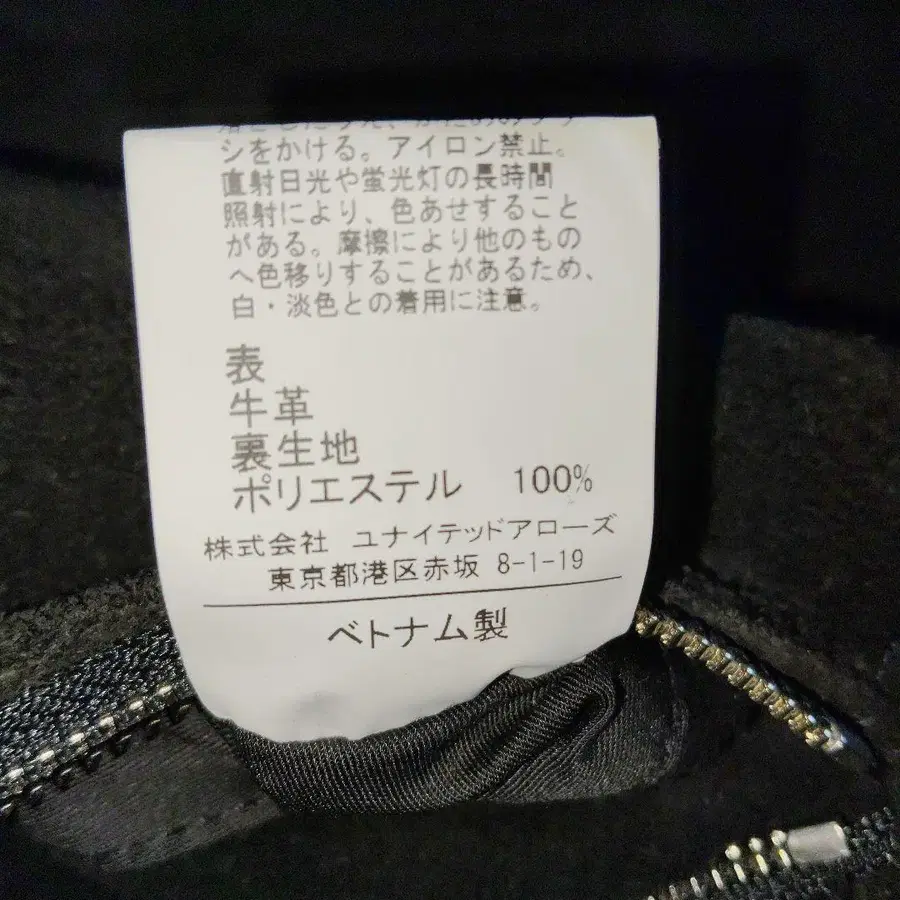 シをかける。アイロン禁止。
直射日光や蛍光灯の長時間
照射により、色あせすること
がある。摩擦により他のもの
へ色移りすることがあるため、
白・淡色との着用に注意。
表
牛革
裏生地
ポリエステル 100%
株式会社 ユナイテッドアローズ
東京都港区赤坂 8-1-19
ベトナム製